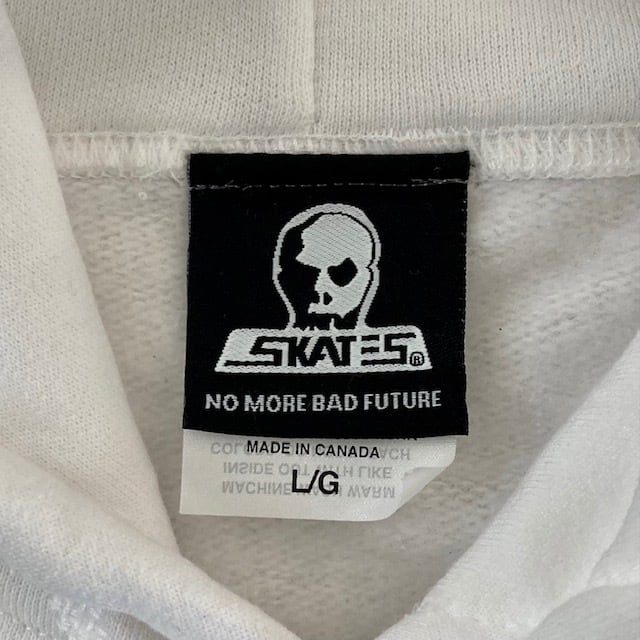 SKATES®
NO MORE BAD FUTURE
MADE IN CANADA
L/G